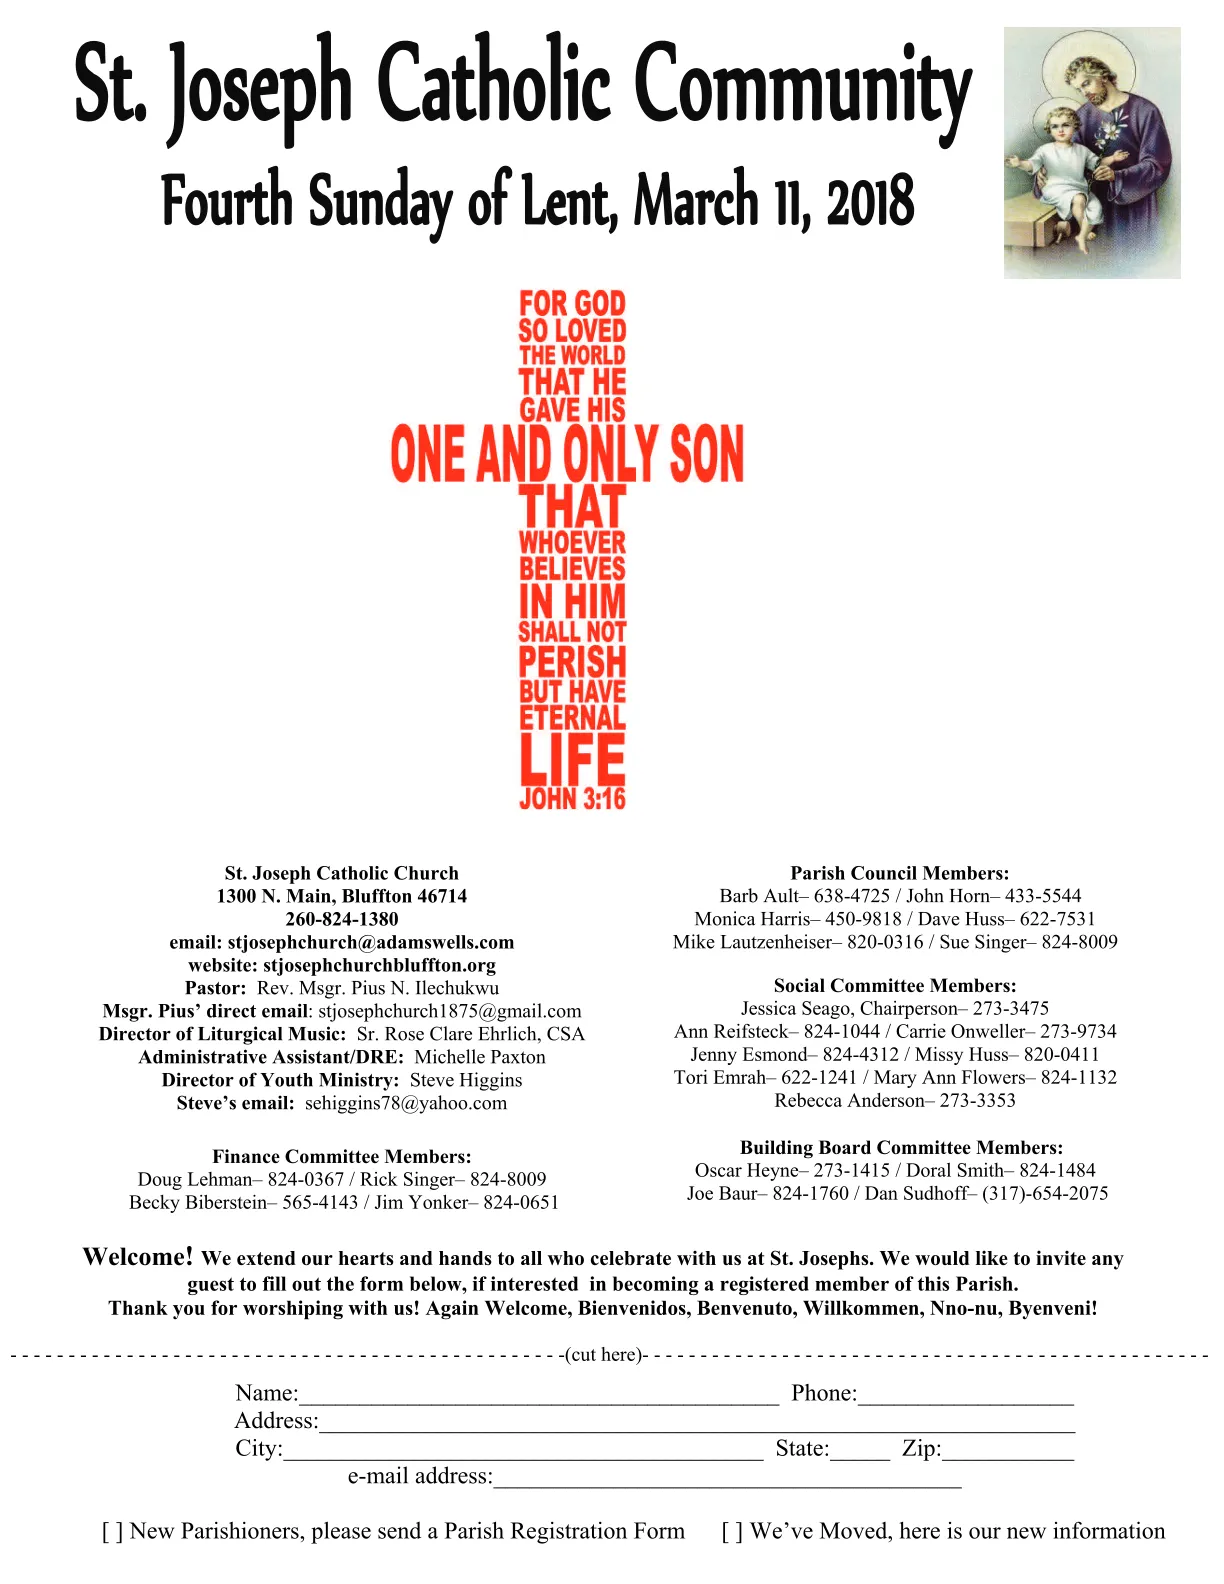 St. Joseph Catholic Community
Fourth Sunday of Lent, March 11, 2018
FOR GOD
SO LOVED
THE WORLD
THAT HE
GAVE HIS
ONE AND ONLY SON
THAT
WHOEVER
BELIEVES
IN HIM
SHALL NOT
PERISH
BUT HAVE
ETERNAL
LIFE
JOHN 3:16
St. Joseph Catholic Church
1300 N. Main, Bluffton 46714
260-824-1380
email: stjosephchurch@adamswells.com
website: stjosephchurchbluffton.org
Pastor: Rev. Msgr. Pius N. Ilechukwu
Msgr. Pius’ direct email: stjosephchurch1875@gmail.com
Director of Liturgical Music: Sr. Rose Clare Ehrlich, CSA
Administrative Assistant/DRE: Michelle Paxton
Director of Youth Ministry: Steve Higgins
Steve’s email: sehiggins78@yahoo.com
Finance Committee Members:
Doug Lehman– 824-0367 / Rick Singer– 824-8009
Becky Biberstein– 565-4143 / Jim Yonker– 824-0651
Parish Council Members:
Barb Ault– 638-4725 / John Horn– 433-5544
Monica Harris– 450-9818 / Dave Huss– 622-7531
Mike Lautzenheiser– 820-0316 / Sue Singer– 824-8009
Social Committee Members:
Jessica Seago, Chairperson– 273-3475
Ann Reifsteck– 824-1044 / Carrie Onweller– 273-9734
Jenny Esmond– 824-4312 / Missy Huss– 820-0411
Tori Emrah– 622-1241 / Mary Ann Flowers– 824-1132
Rebecca Anderson– 273-3353
Building Board Committee Members:
Oscar Heyne– 273-1415 / Doral Smith– 824-1484
Joe Baur– 824-1760 / Dan Sudhoff– (317)-654-2075
Welcome! We extend our hearts and hands to all who celebrate with us at St. Josephs. We would like to invite any
guest to fill out the form below, if interested in becoming a registered member of this Parish.
Thank you for worshiping with us! Again Welcome, Bienvenidos, Benvenuto, Willkommen, Nno-nu, Byenveni!
- - - - - - - - - - - - - - - - - - - - - - - - - - - - - - - - - - - - - - - - - - - - - - - -(cut here)- - - - - - - - - - - - - - - - - - - - - - - - - - - - - - - - - - - - - - - - - - - - - - - - -
Name:________________________________________ Phone:__________________
Address:_______________________________________________________________
City:________________________________________ State:_____ Zip:___________
e-mail address:_______________________________________
[ ] New Parishioners, please send a Parish Registration Form [ ] We’ve Moved, here is our new information